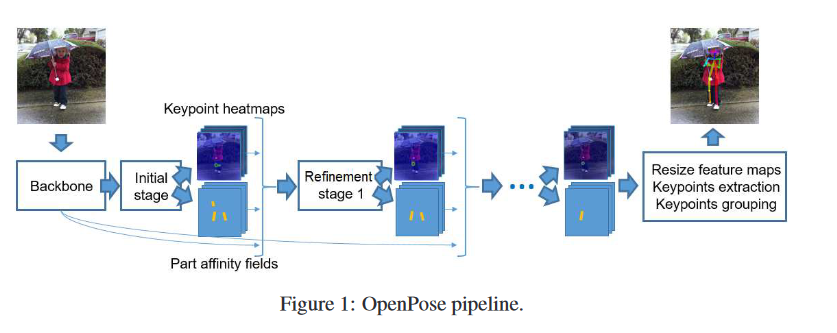 Keypoint heatmaps
Backbone
Initial
stage
Refinement
stage 1
Resize feature maps
Keypoints extraction
Keypoints grouping
Part affinity fields
Figure 1: OpenPose pipeline.